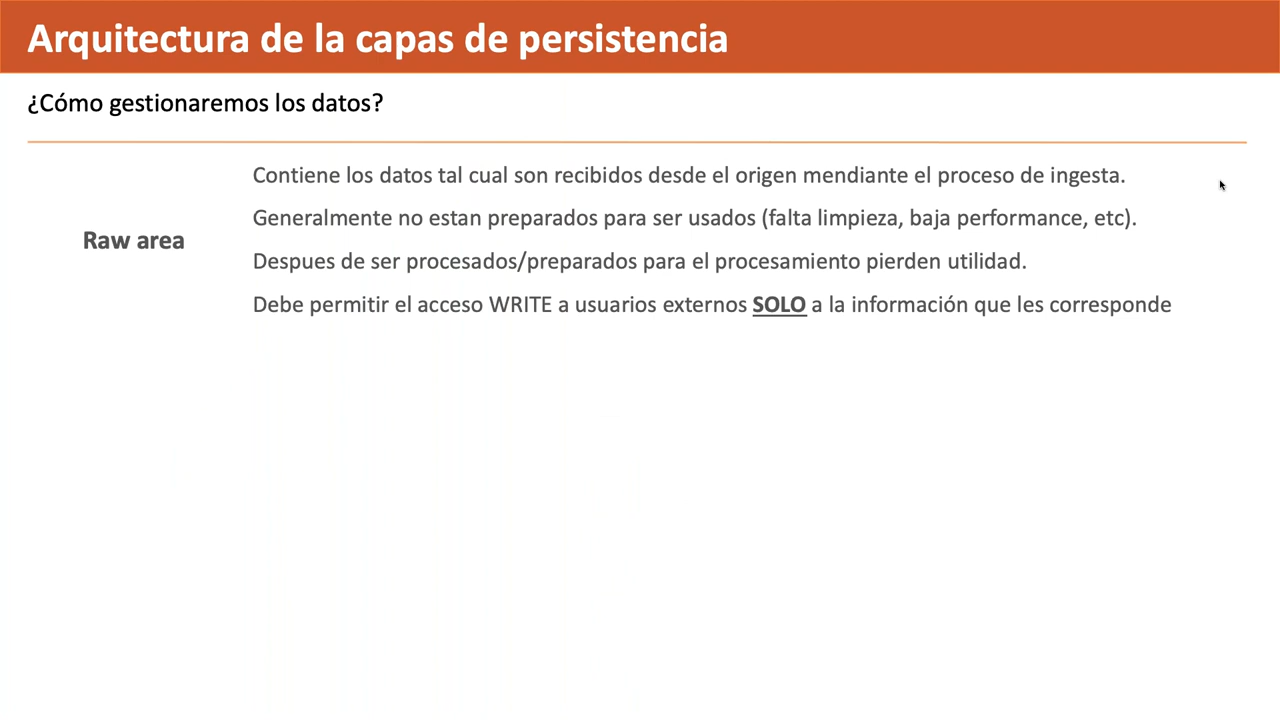 Arquitectura de la capas de persistencia
¿Cómo gestionaremos los datos?
Contiene los datos tal cual son recibidos desde el origen mendiante el proceso de ingesta.
Generalmente no estan preparados para ser usados (falta limpieza, baja performance, etc).
Raw area
Despues de ser procesados/preparados para el procesamiento pierden utilidad.
Debe permitir el acceso WRITE a usuarios externos SOLO a la información que les corresponde